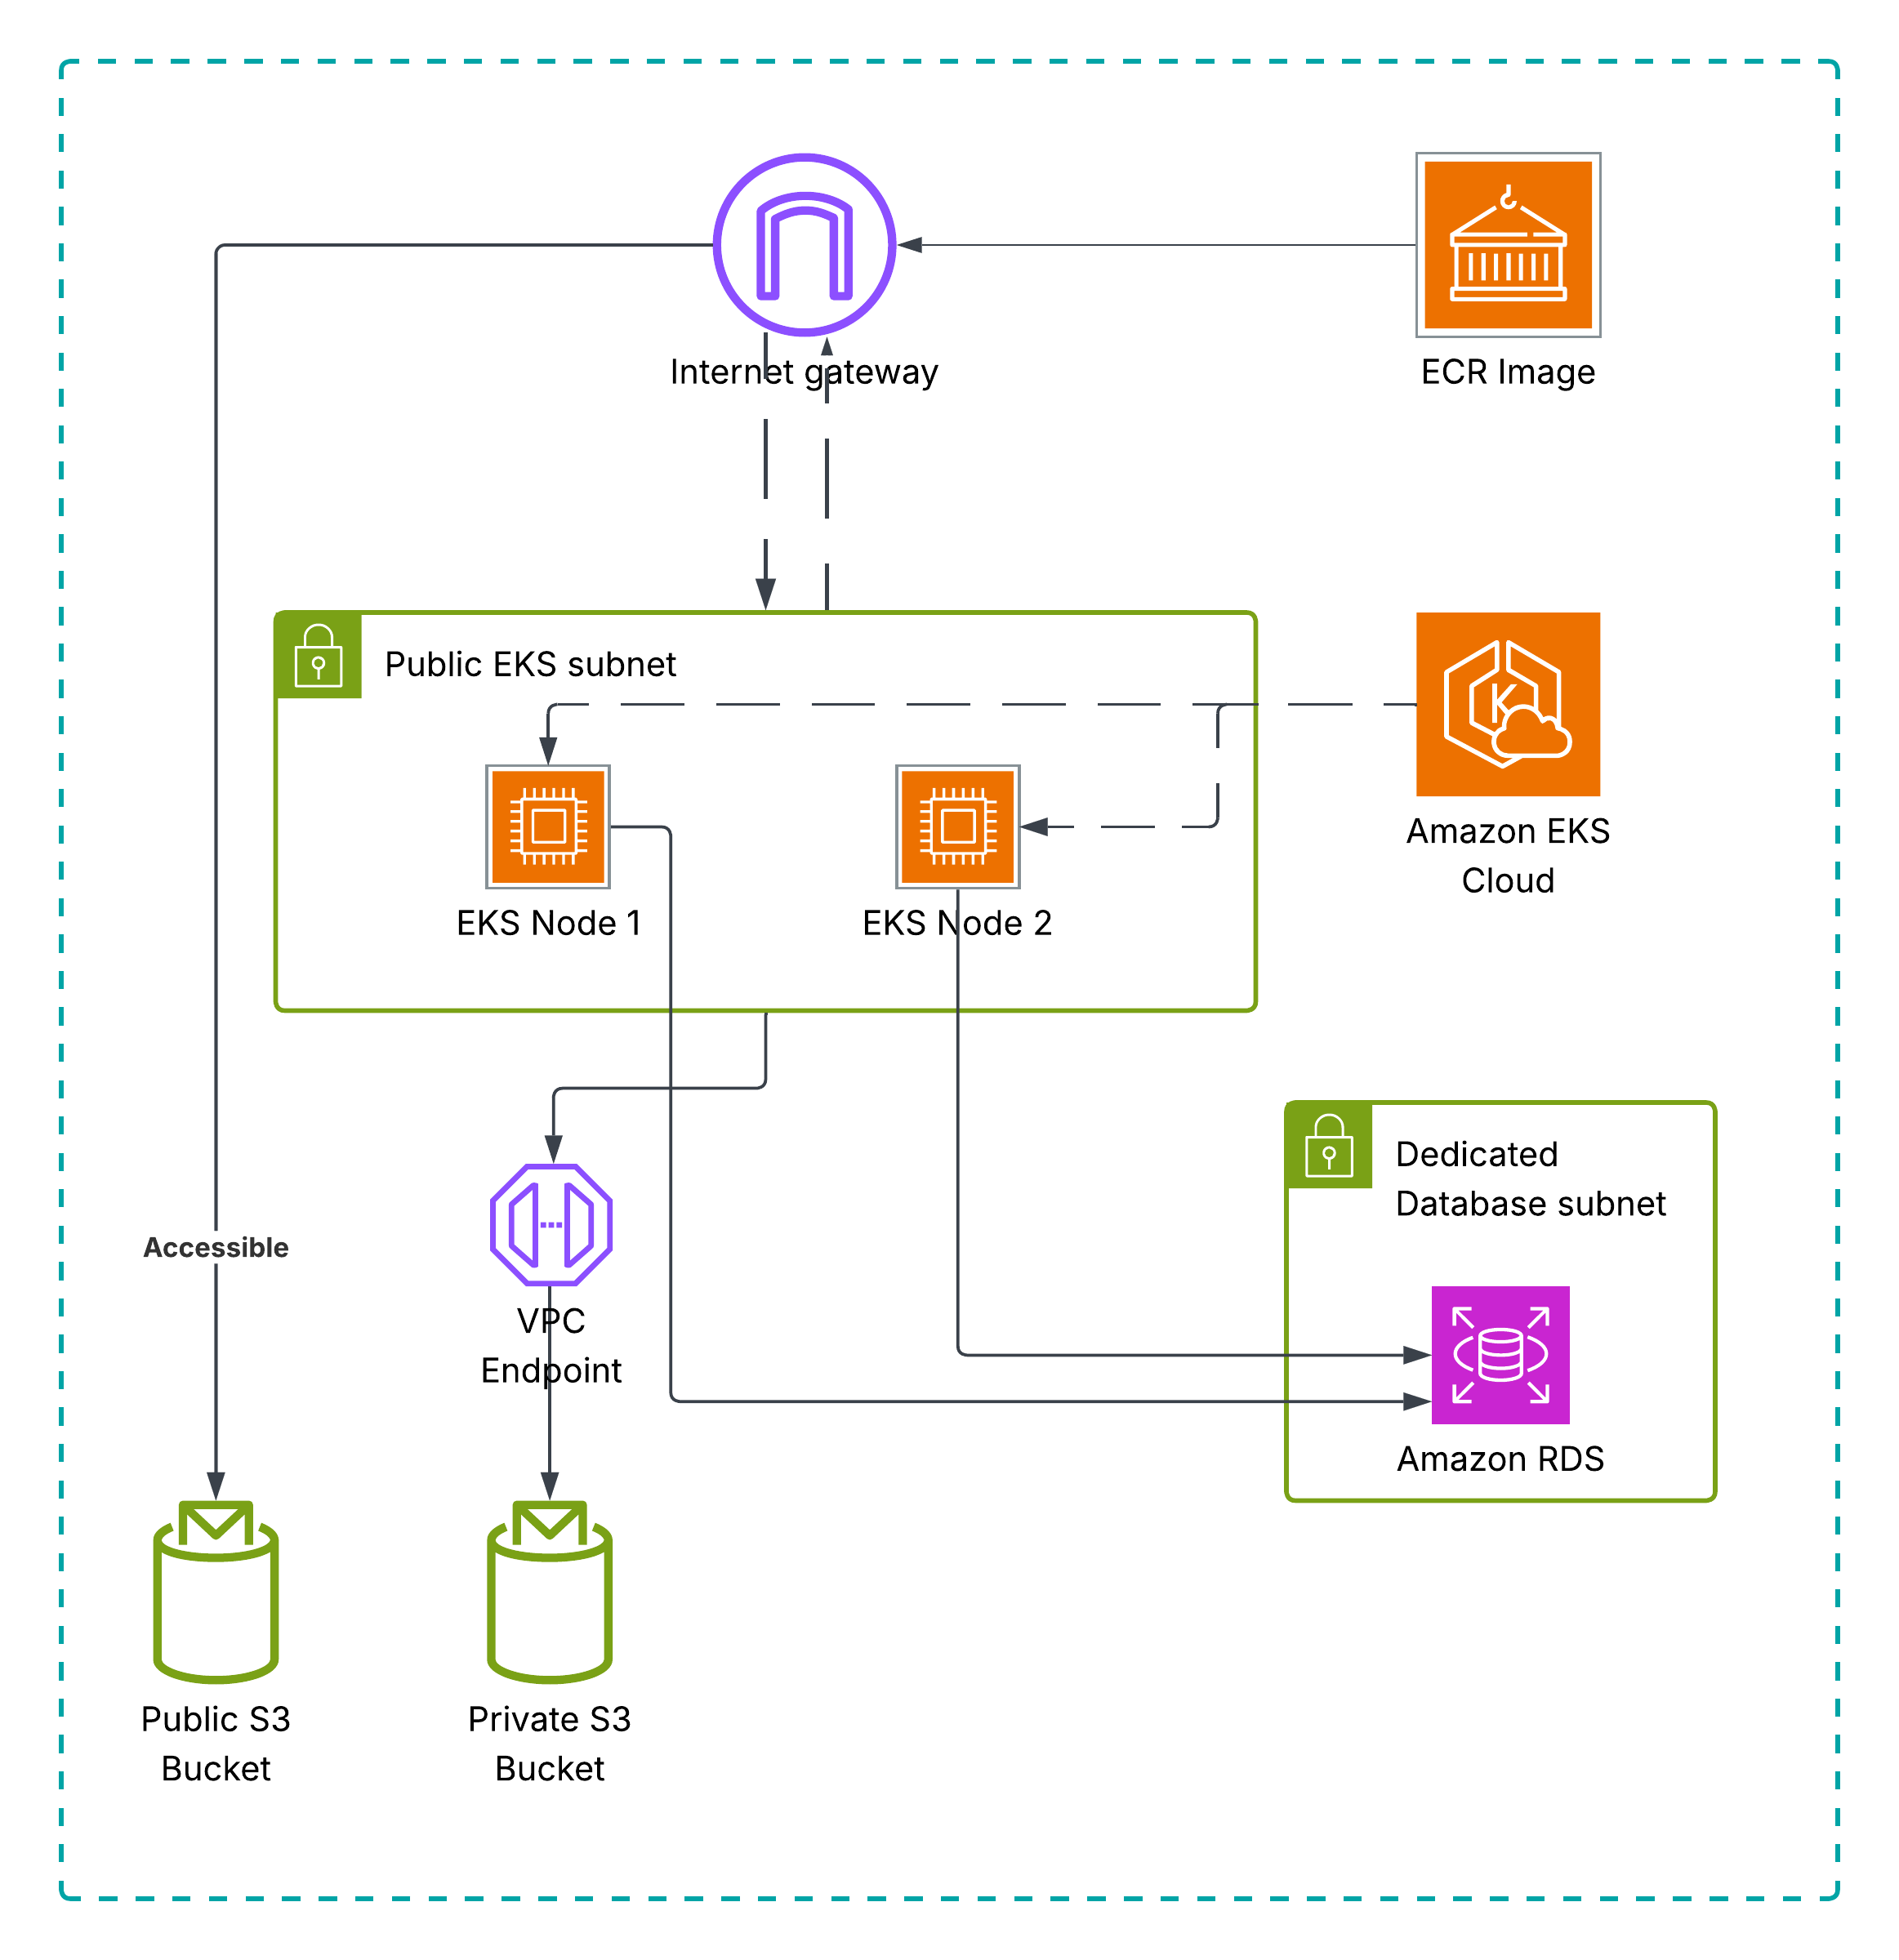 Internet gateway
ECR Image
Public EKS subnet
EKS Node 1
EKS Node 2
Amazon EKS
Cloud
Dedicated
Database subnet
Accessible
VPC
Endpoint
Amazon RDS
Public S3
Bucket
Private S3
Bucket